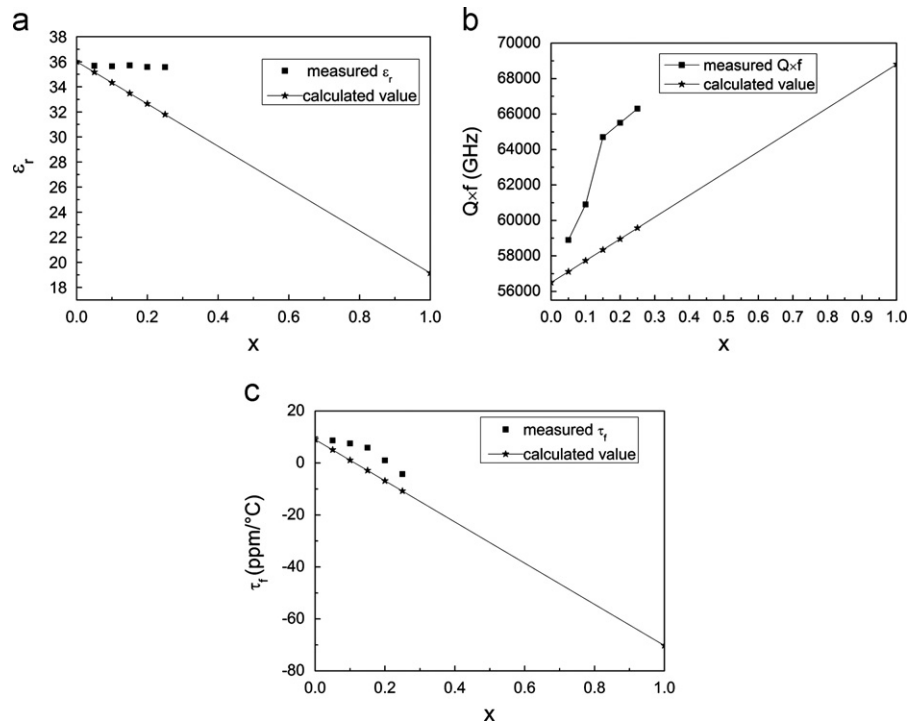 a
38
36
34
32
30
28
26
24
22
20
18
0.0 0.2 0.4 0.6 0.8 1.0
x
εr
measured εr
calculated value
b
70000
68000
66000
64000
62000
60000
58000
56000
0.0 0.1 0.2 0.3 0.4 0.5 0.6 0.7 0.8 0.9 1.0
x
Q×f (GHz)
measured Q×f
calculated value
c
20
0
-20
-40
-60
-80
0.0 0.2 0.4 0.6 0.8 1.0
x
τf (ppm/°C)
measured τf
calculated value